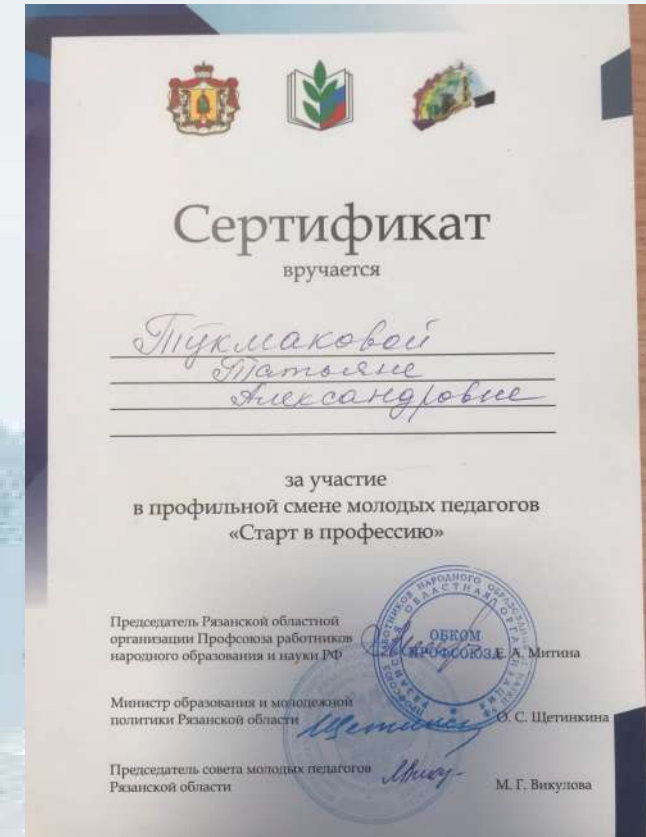 Сертификат
вручается
Тукмаковой
Татьяне
Александровне
за участие
в профильной смене молодых педагогов
«Старт в профессию»
Председатель Рязанской областной
организации Профсоюза работников
народного образования и науки РФ
ОБКОМ
ПРОФСОЮЗА
Е. А. Митина
Министр образования и молодежной
политики Рязанской области
О. С. Щетинкина
Председатель совета молодых педагогов
Рязанской области
М. Г. Викулова